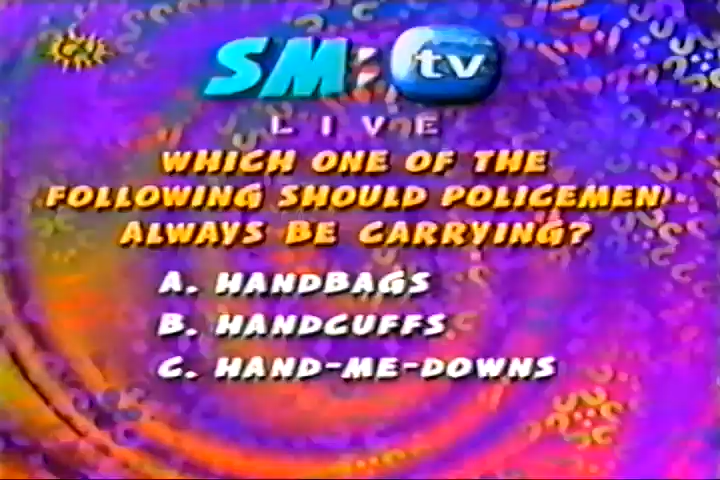 SM:tv
LIVE
WHICH ONE OF THE
FOLLOWING SHOULD POLICEMEN
ALWAYS BE CARRYING?
A. HANDBAGS
B. HANDCUFFS
C. HAND-ME-DOWNS